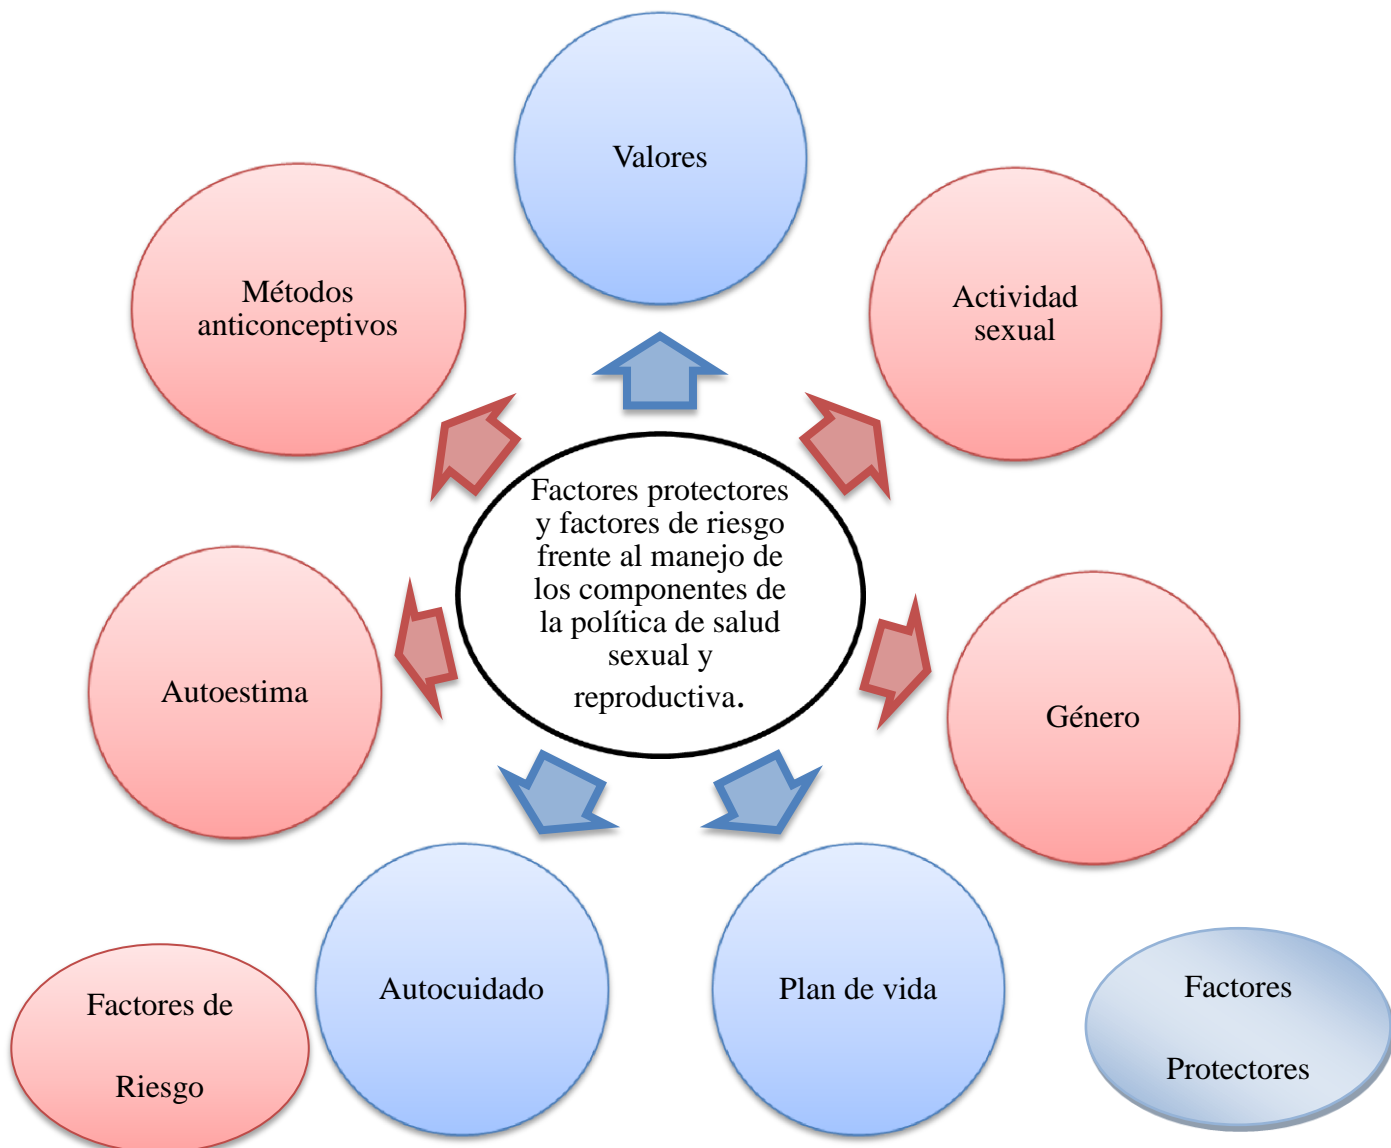 Valores
Métodos
anticonceptivos
Actividad
sexual
Factores protectores
y factores de riesgo
frente al manejo de
los componentes de
la política de salud
sexual y
reproductiva.
Autoestima
Género
Autocuidado
Plan de vida
Factores de
Riesgo
Factores
Protectores